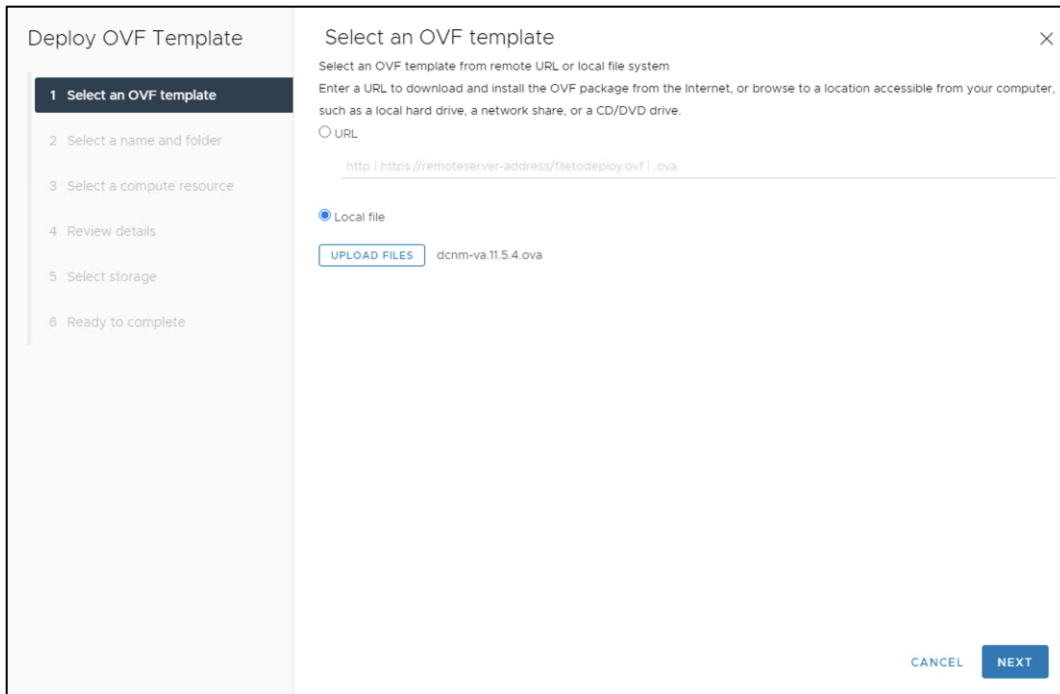 Deploy OVF Template
1 Select an OVF template
2 Select a name and folder
3 Select a compute resource
4 Review details
5 Select storage
6 Ready to complete
Select an OVF template
Select an OVF template from remote URL or local file system
Enter a URL to download and install the OVF package from the Internet, or browse to a location accessible from your computer,
such as a local hard drive, a network share, or a CD/DVD drive.
URL
http | https://remoteserver-address/filetodeploy.ovf | .ova
Local file
UPLOAD FILES dcnm-va.11.5.4.ova
CANCEL NEXT